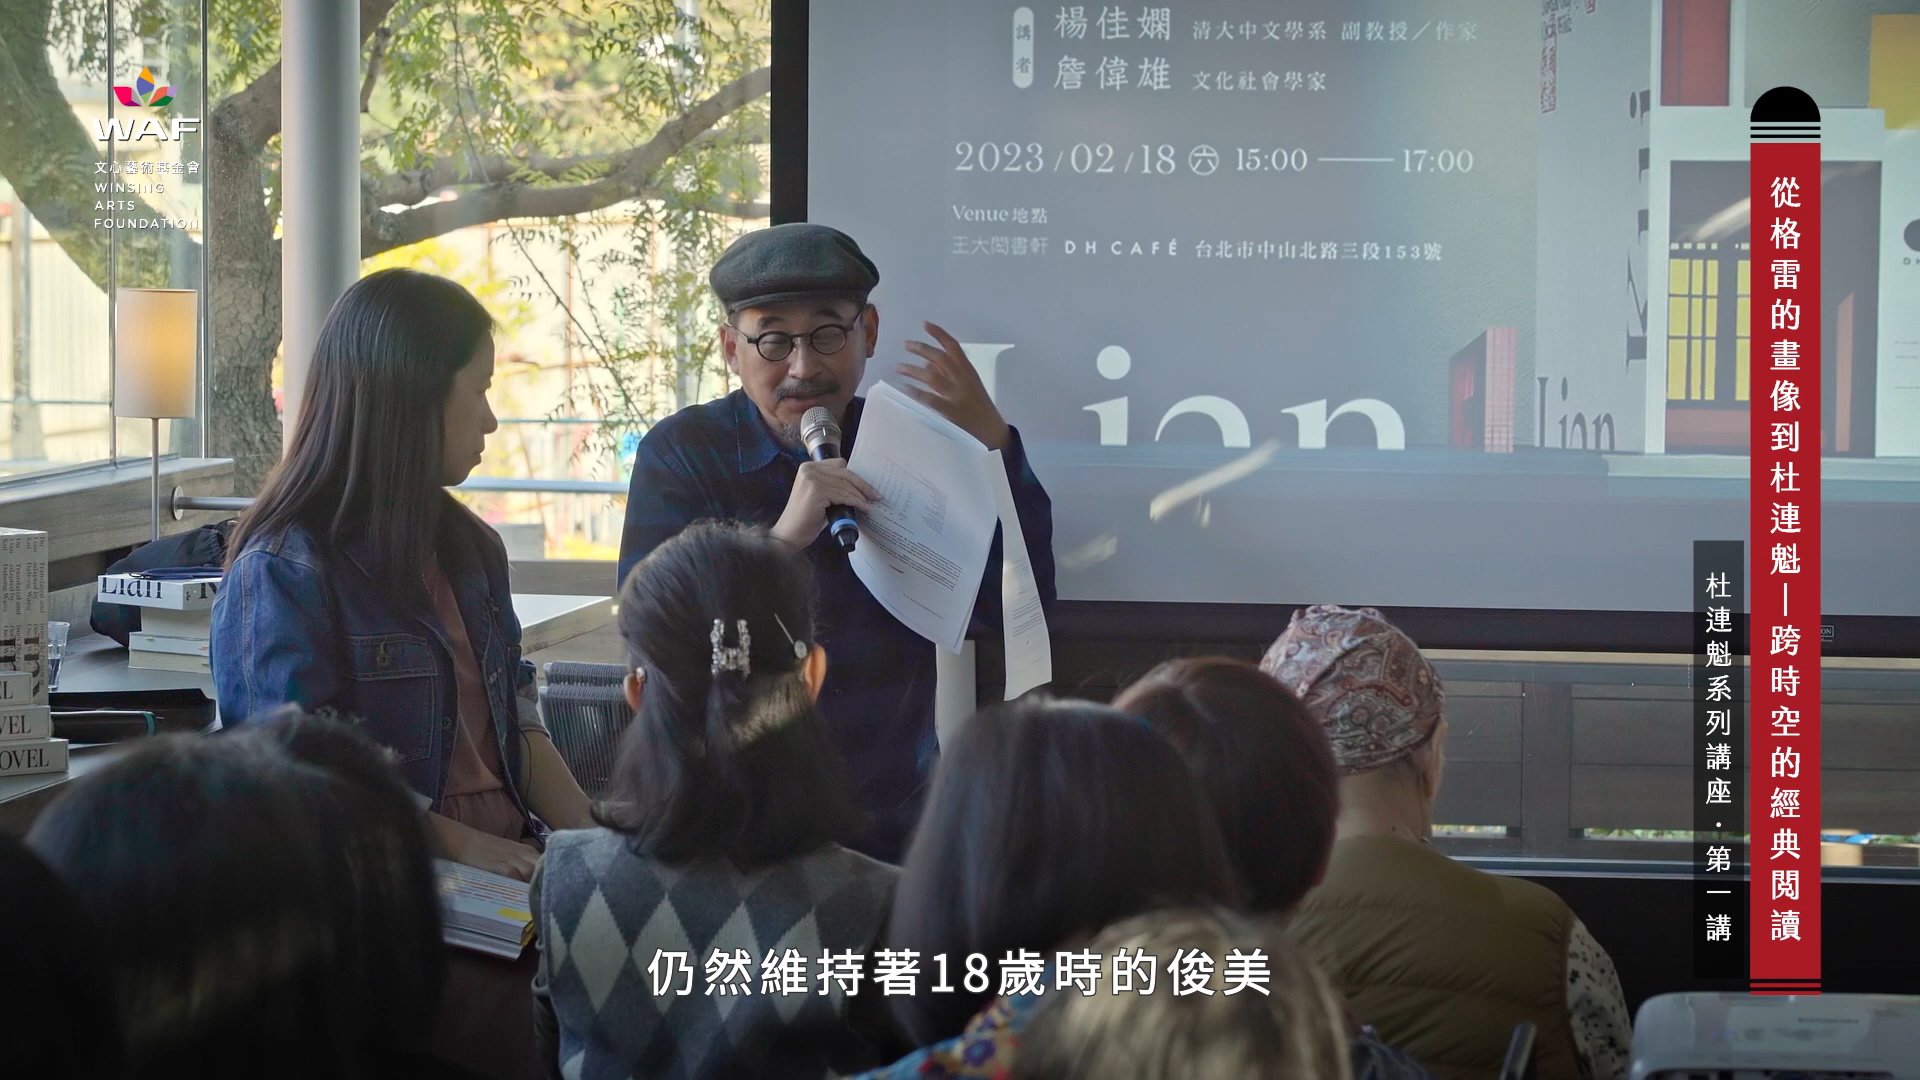 WAF
文心藝術基金會
WINSING
ARTS
FOUNDATION
講者
楊佳嫻 清大中文學系 副教授／作家
詹偉雄 文化社會學家
2023/02/18 ㊅ 15:00 —— 17:00
Venue 地點
王大閎書軒 DH CAFÉ 台北市中山北路三段153號
Lian
Lian
Lian
VEL
OVEL
從格雷的畫像到杜連魁—跨時空的經典閱讀
杜連魁系列講座・第一講
仍然維持著18歲時的俊美